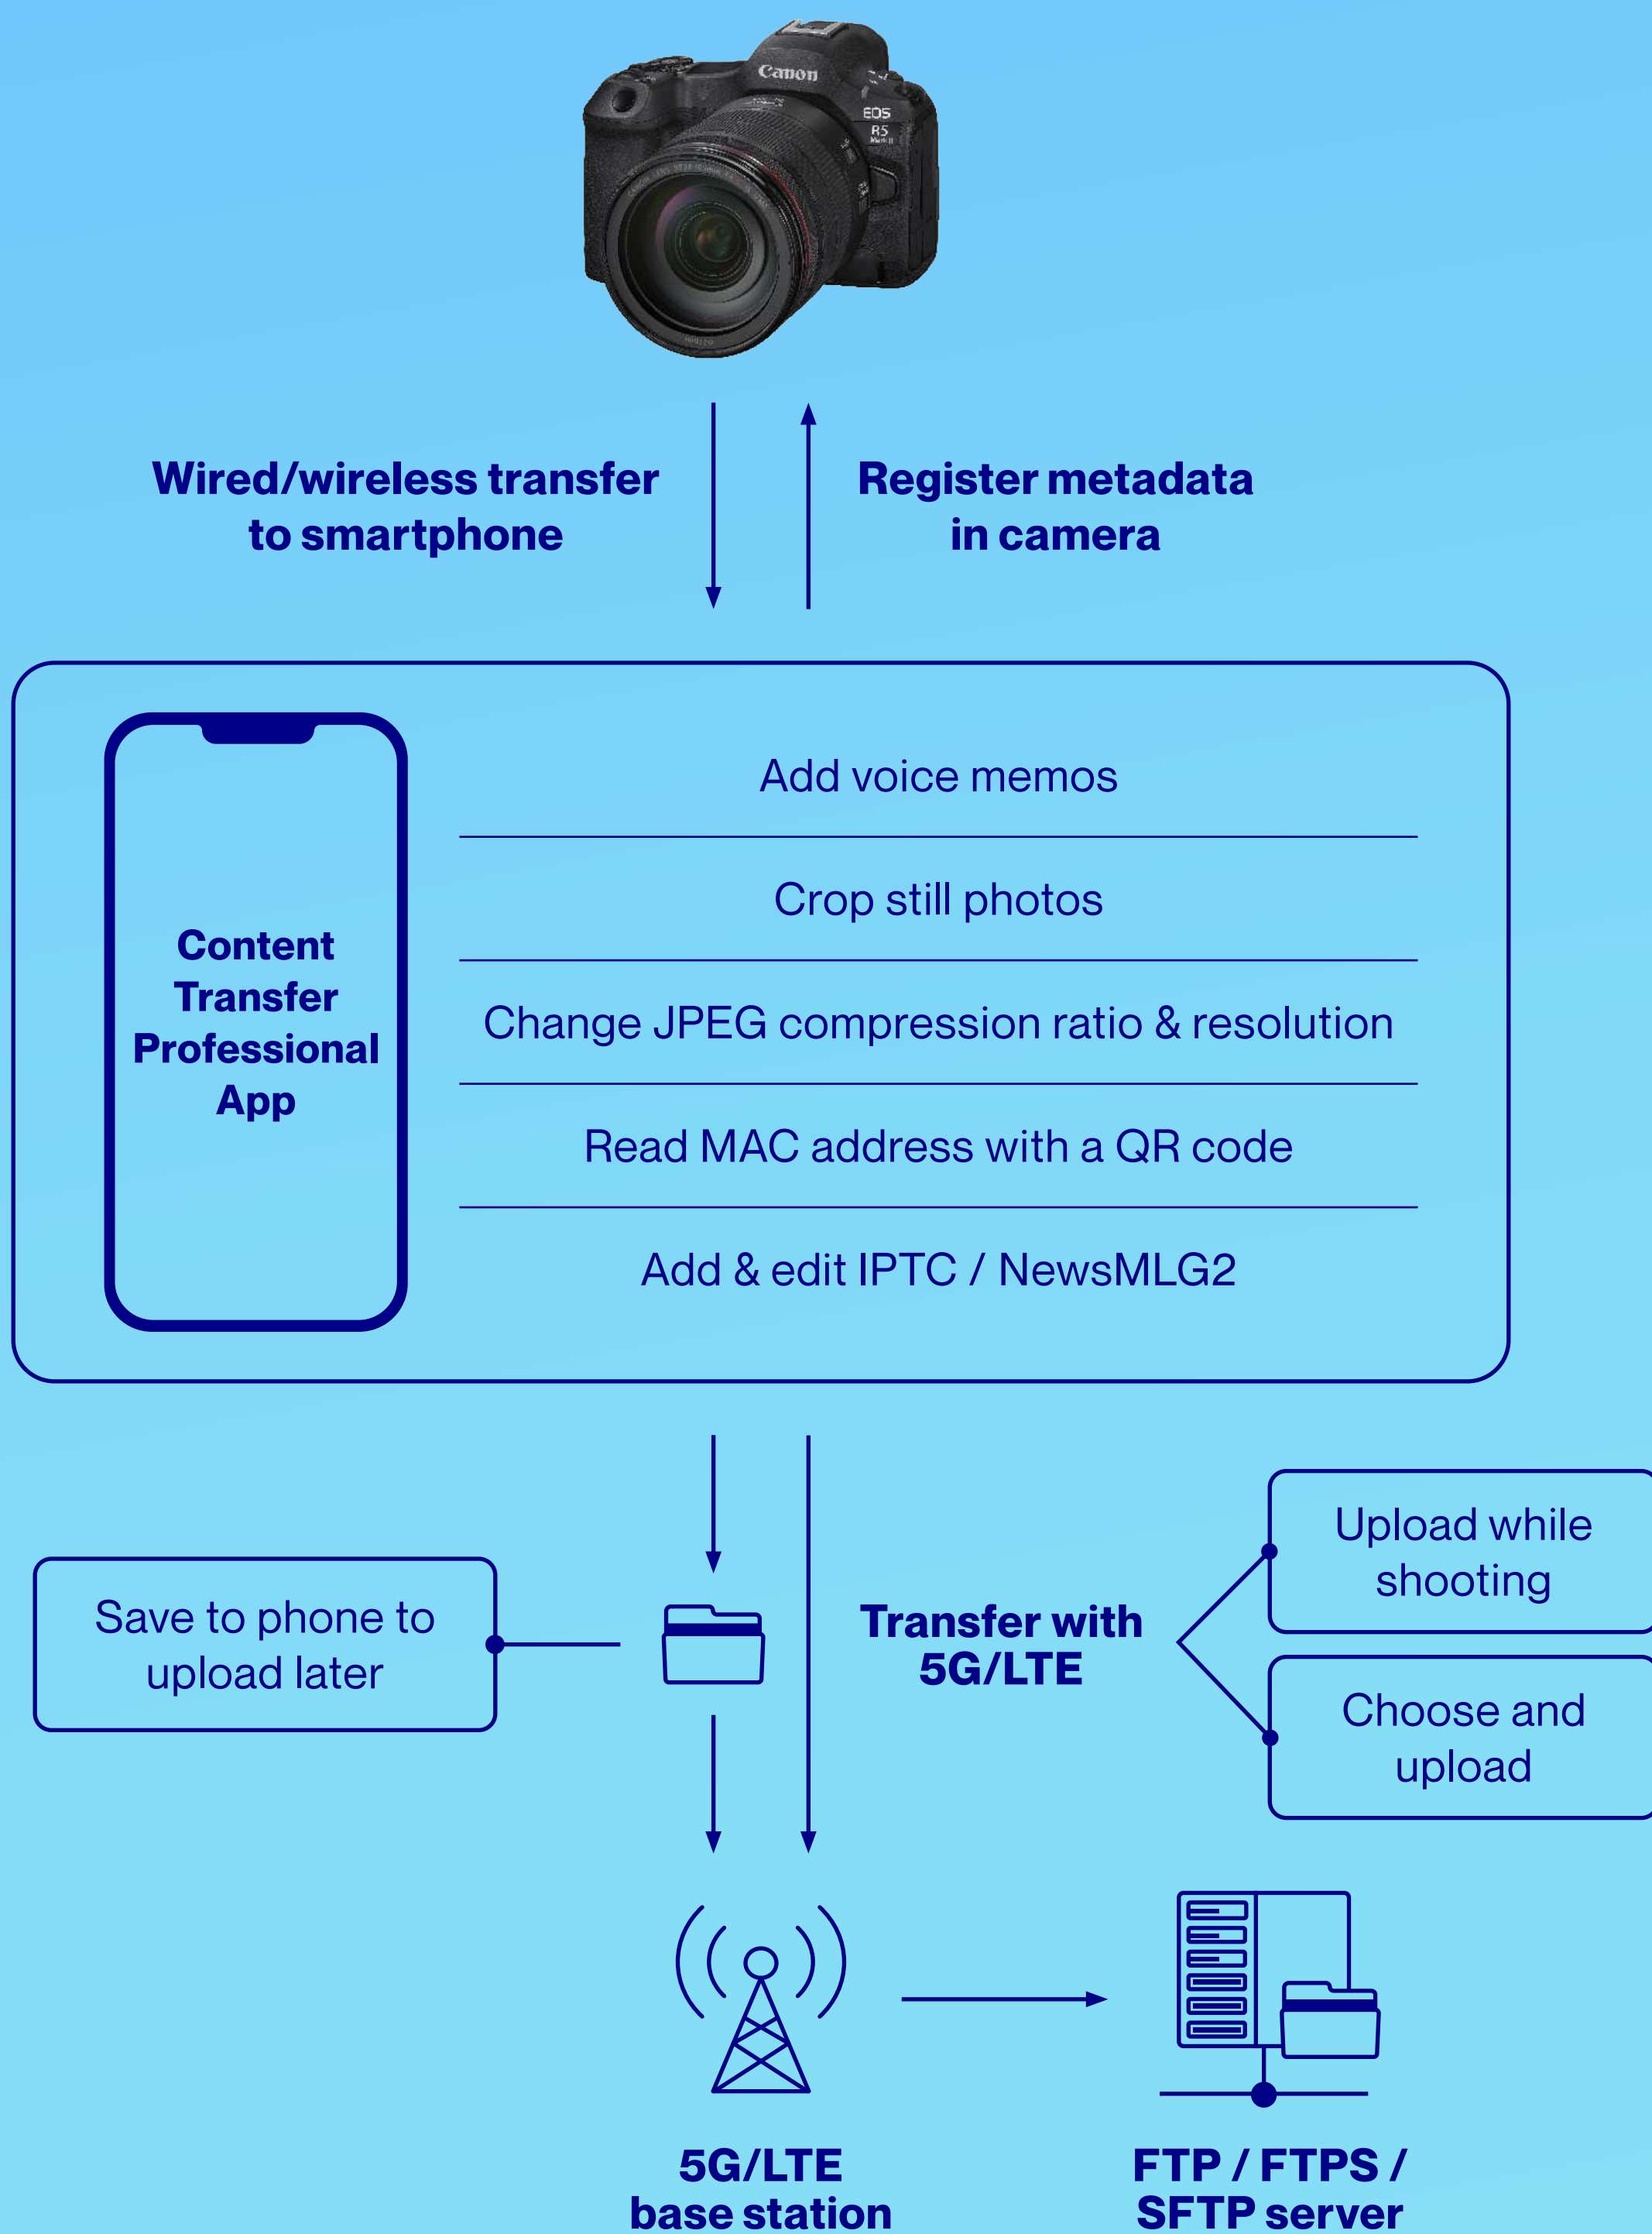 Canon
EOS
R5
Mark II
Wired/wireless transfer
to smartphone
Register metadata
in camera
Content
Transfer
Professional
App
Add voice memos
Crop still photos
Change JPEG compression ratio & resolution
Read MAC address with a QR code
Add & edit IPTC / NewsMLG2
Save to phone to
upload later
Transfer with
5G/LTE
Upload while
shooting
Choose and
upload
5G/LTE
base station
FTP / FTPS /
SFTP server